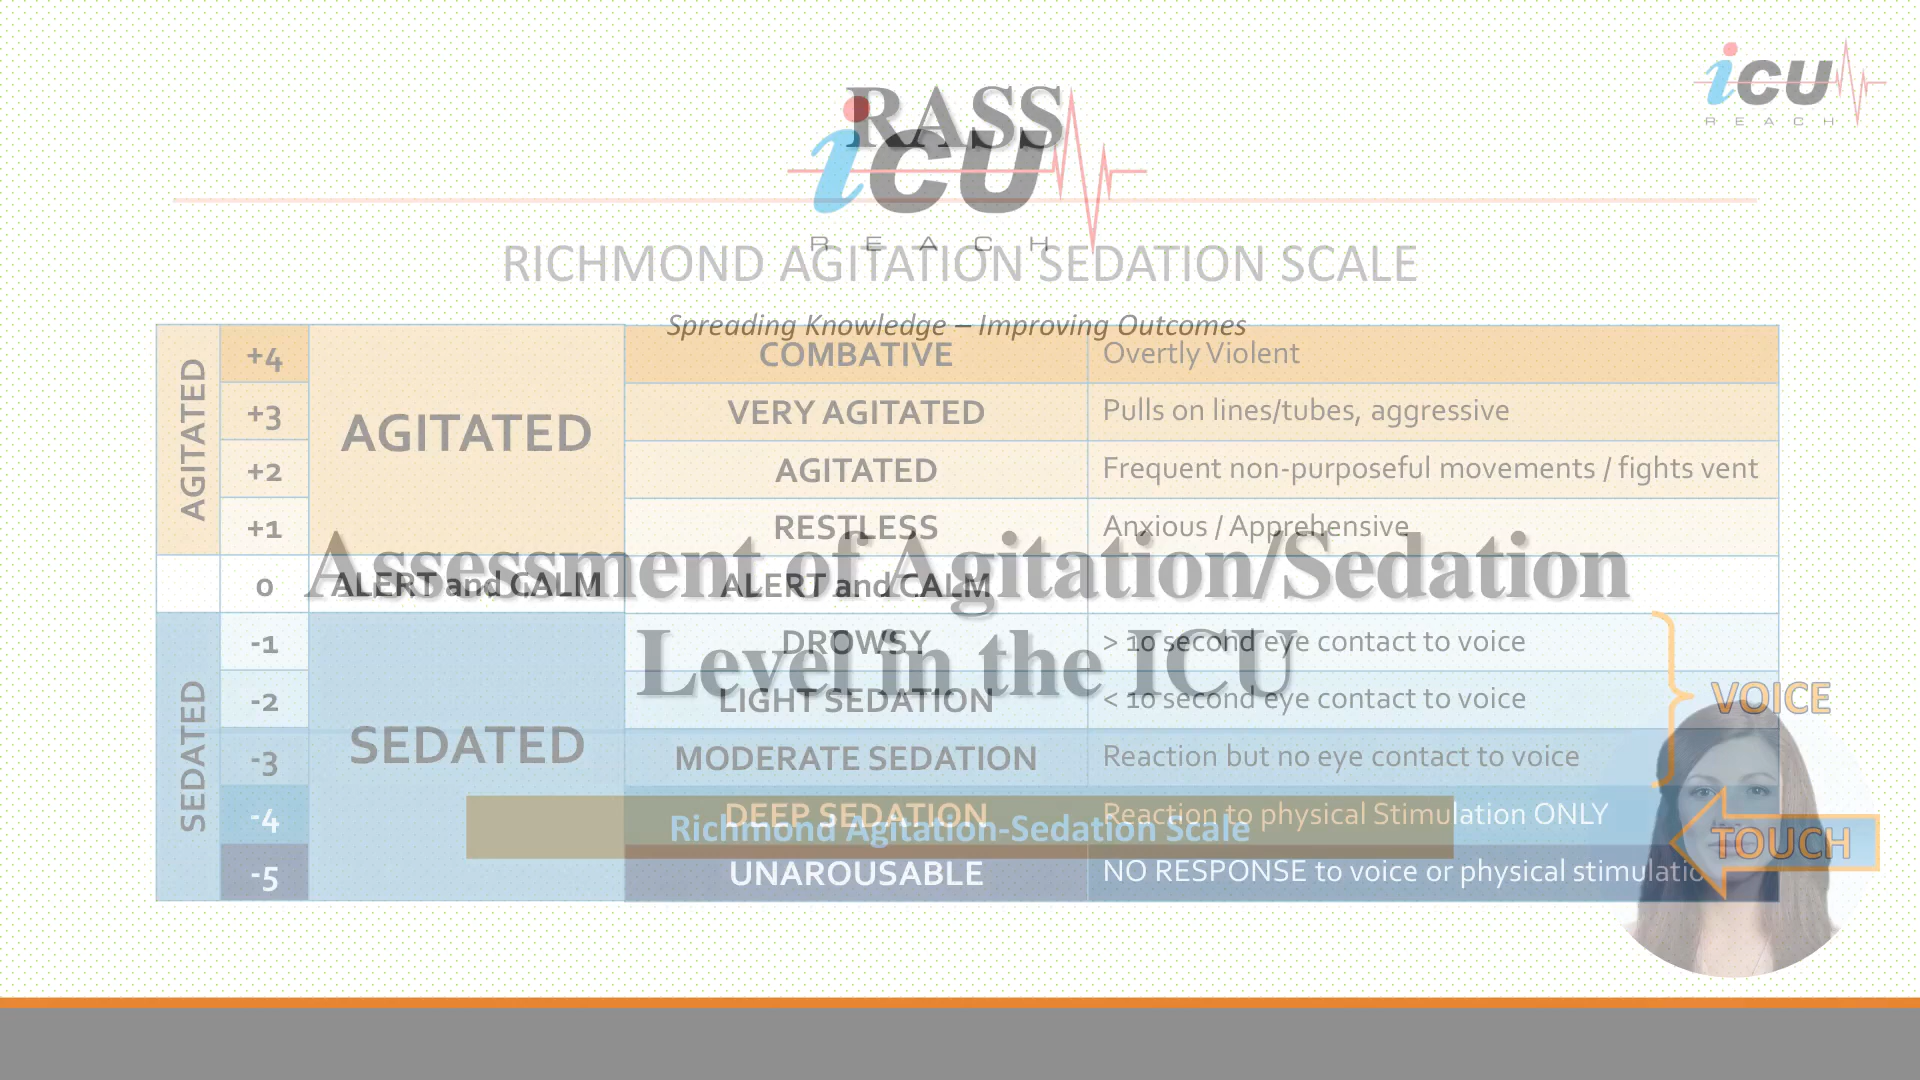 iCU
REACH
RASS
iCU
REACH
RICHMOND AGITATION SEDATION SCALE
Spreading Knowledge – Improving Outcomes
AGITATED
+4 COMBATIVE Overtly Violent
+3 VERY AGITATED Pulls on lines/tubes, aggressive
AGITATED
+2 AGITATED Frequent non-purposeful movements / fights vent
+1 RESTLESS Anxious / Apprehensive
Assessment of Agitation/Sedation
Level in the ICU
0 ALERT and CALM ALERT and CALM
SEDATED
-1 DROWSY > 10 second eye contact to voice
-2 LIGHT SEDATION < 10 second eye contact to voice
VOICE
SEDATED
-3 MODERATE SEDATION Reaction but no eye contact to voice
-4 DEEP SEDATION Reaction to physical Stimulation ONLY
TOUCH
Richmond Agitation-Sedation Scale
-5 UNAROUSABLE NO RESPONSE to voice or physical stimulatio